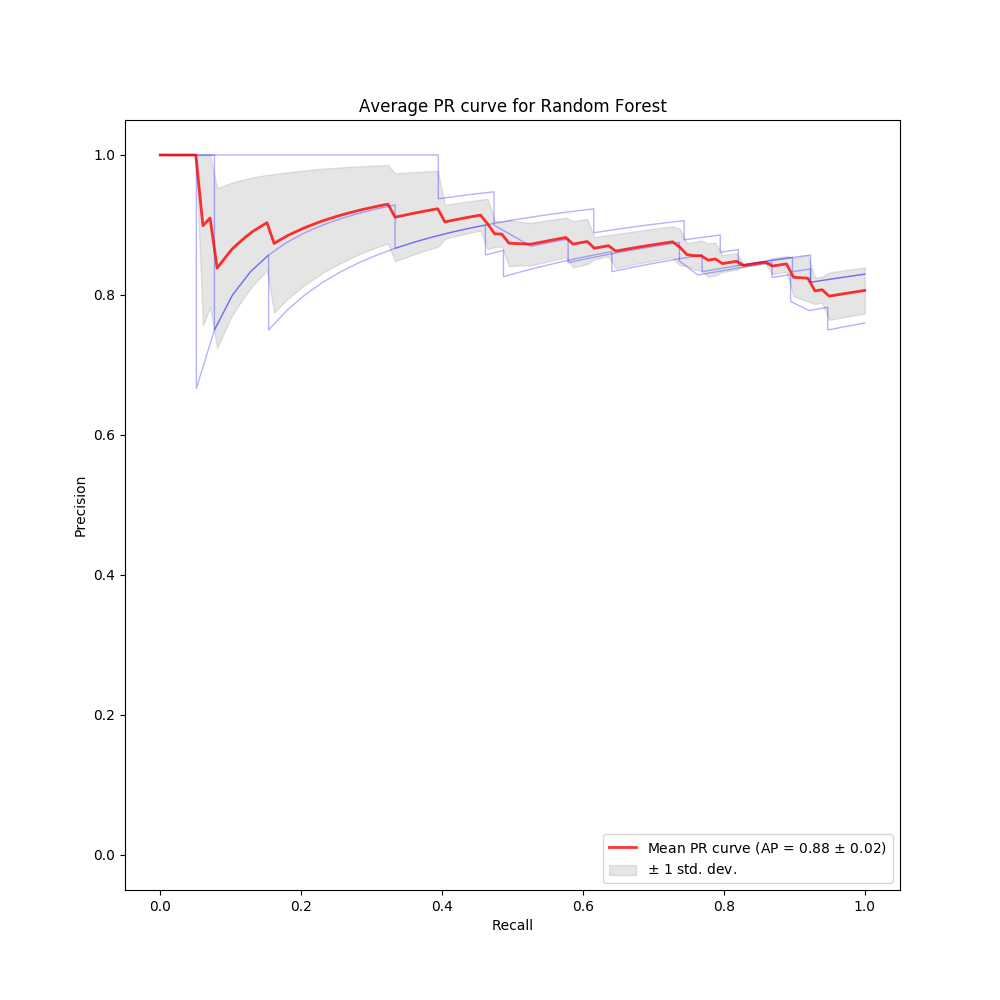 Average PR curve for Random Forest
1.0
0.8
0.6
0.4
0.2
0.0
Precision
Mean PR curve (AP = 0.88 ± 0.02)
± 1 std. dev.
0.0 0.2 0.4 0.6 0.8 1.0
Recall